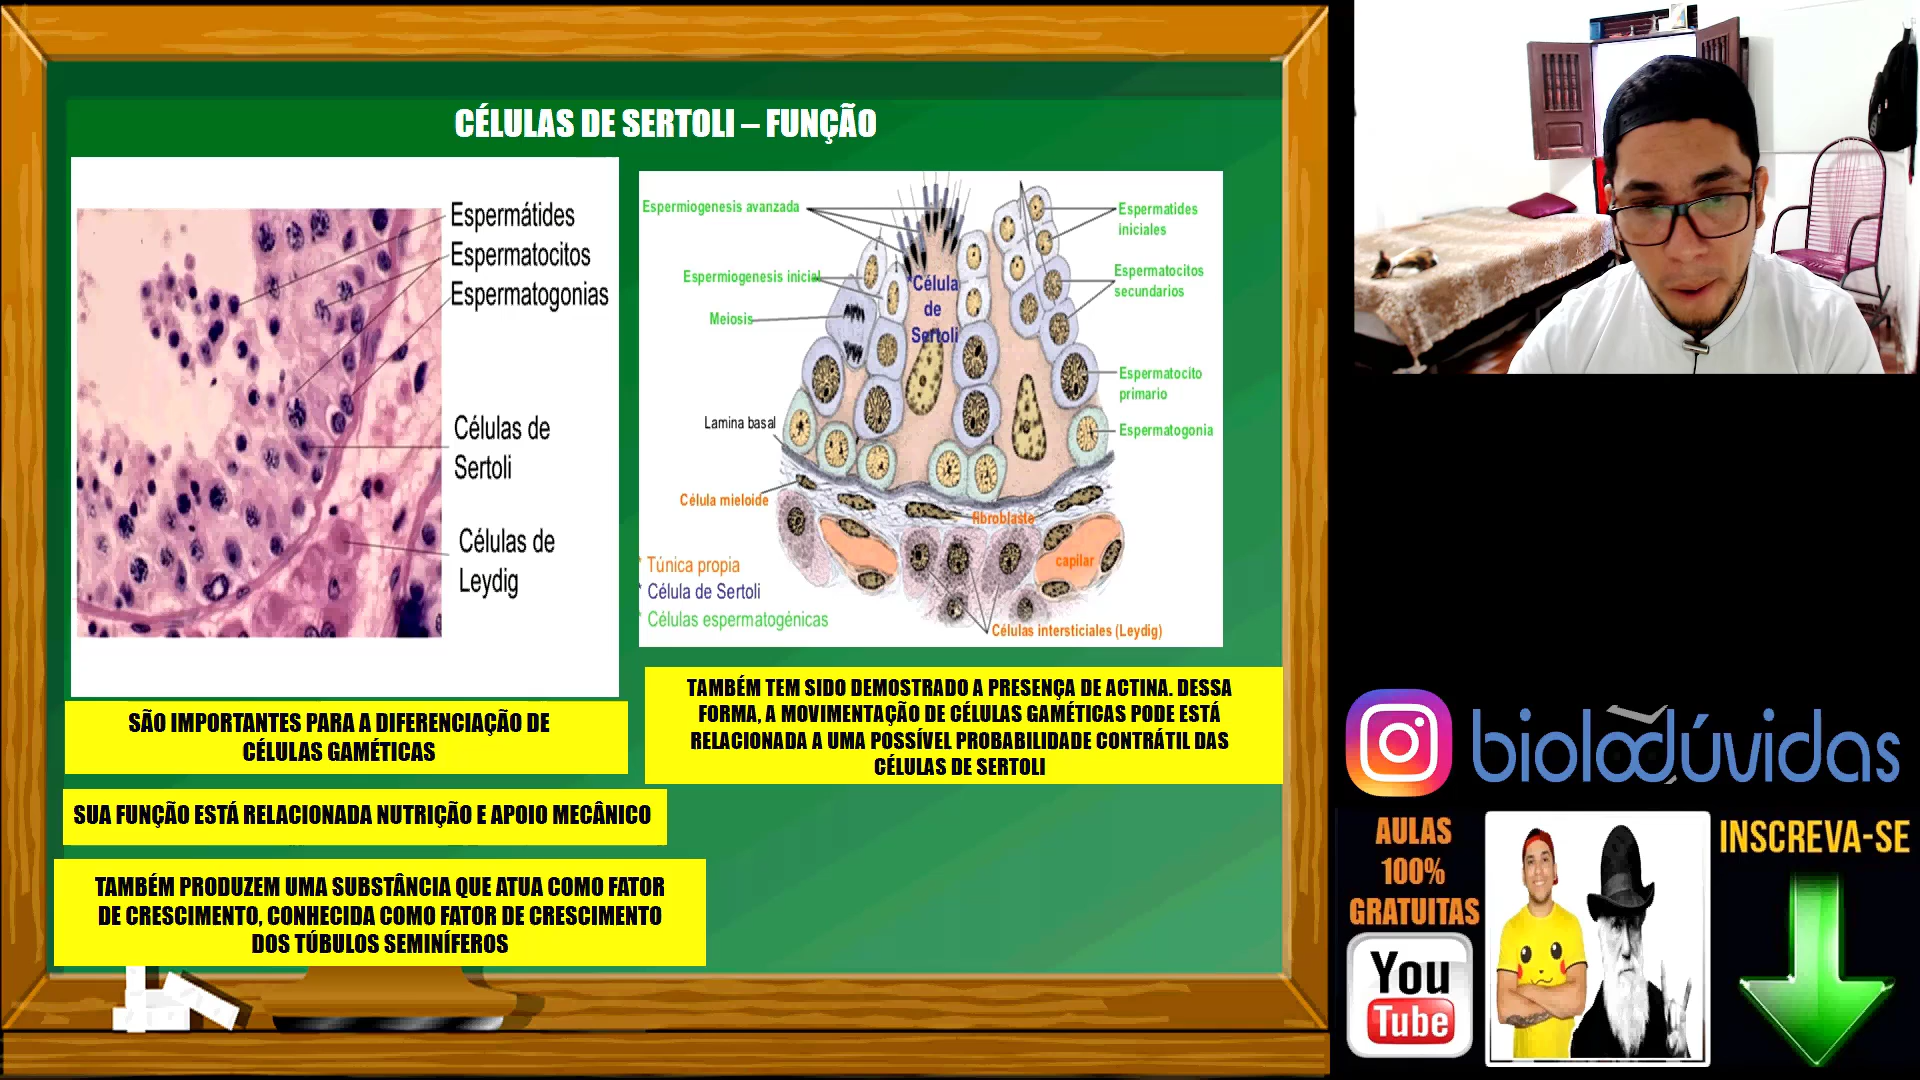 CÉLULAS DE SERTOLI – FUNÇÃO
Espermátides
Espermatocitos
Espermatogonias
Células de
Sertoli
Células de
Leydig
Espermiogenesis avanzada
Espermiogenesis inicial
Meiosis
Lamina basal
Célula mieloide
Célula
de
Sertoli
Espermatides
iniciales
Espermatocitos
secundarios
Espermatocito
primario
Espermatogonia
fibroblasto
capilar
* Túnica propia
* Célula de Sertoli
* Células espermatogénicas
Células intersticiales (Leydig)
SÃO IMPORTANTES PARA A DIFERENCIAÇÃO DE
CÉLULAS GAMÉTICAS
SUA FUNÇÃO ESTÁ RELACIONADA NUTRIÇÃO E APOIO MECÂNICO
TAMBÉM PRODUZEM UMA SUBSTÂNCIA QUE ATUA COMO FATOR
DE CRESCIMENTO, CONHECIDA COMO FATOR DE CRESCIMENTO
DOS TÚBULOS SEMINÍFEROS
TAMBÉM TEM SIDO DEMOSTRADO A PRESENÇA DE ACTINA. DESSA
FORMA, A MOVIMENTAÇÃO DE CÉLULAS GAMÉTICAS PODE ESTÁ
RELACIONADA A UMA POSSÍVEL PROBABILIDADE CONTRÁTIL DAS
CÉLULAS DE SERTOLI
biolodúvidas
AULAS
100%
GRATUITAS
You
Tube
INSCREVA-SE